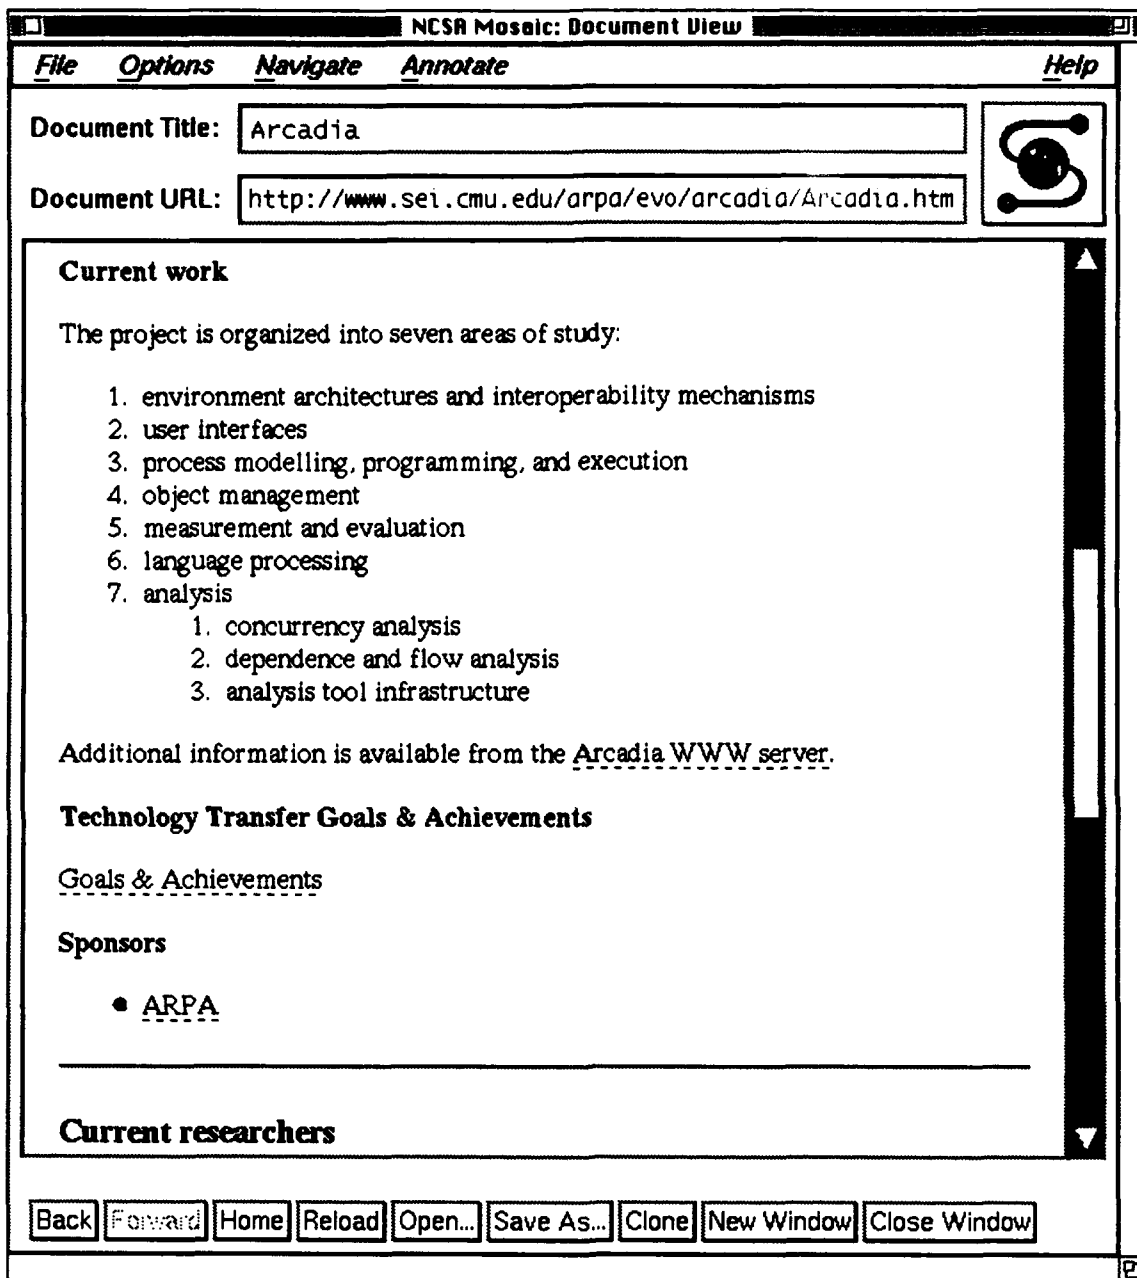 NCSA Mosaic: Document View
File Options Navigate Annotate Help
Document Title: Arcadia
Document URL: http://www.sei.cmu.edu/arpa/evo/arcadia/Arcadia.htm
Current work
The project is organized into seven areas of study:
1. environment architectures and interoperability mechanisms
2. user interfaces
3. process modelling, programming, and execution
4. object management
5. measurement and evaluation
6. language processing
7. analysis
1. concurrency analysis
2. dependence and flow analysis
3. analysis tool infrastructure
Additional information is available from the Arcadia WWW server.
Technology Transfer Goals & Achievements
Goals & Achievements
Sponsors
• ARPA
Current researchers
Back Forward Home Reload Open... Save As... Clone New Window Close Window